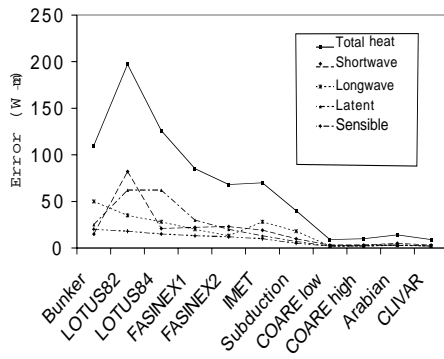 250
200
150
100
50
0
Error (W-m)
Total heat
Shortwave
Longwave
Latent
Sensible
Bunker
LOTUS82
LOTUS84
FASINEX1
FASINEX2
IMET
Subduction
COARE low
COARE high
Arabian
CLIVAR